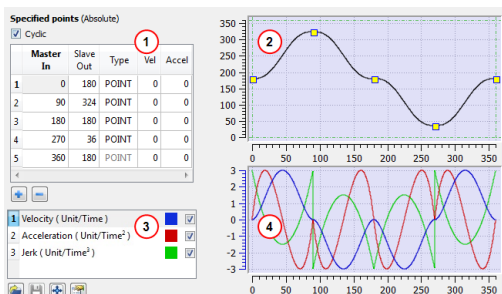 Specified points (Absolute)
Cyclic
Master In Slave Out Type Vel Accel
1 0 180 POINT 0 0
2 90 324 POINT 0 0
3 180 180 POINT 0 0
4 270 36 POINT 0 0
5 360 180 POINT 0 0
1
1 Velocity ( Unit/Time )
2 Acceleration ( Unit/Time² )
3 Jerk ( Unit/Time³ )
3
350
300
250
200
150
100
50
0
2
0 50 100 150 200 250 300 350
3
2
1
0
-1
-2
-3
4
0 50 100 150 200 250 300 350